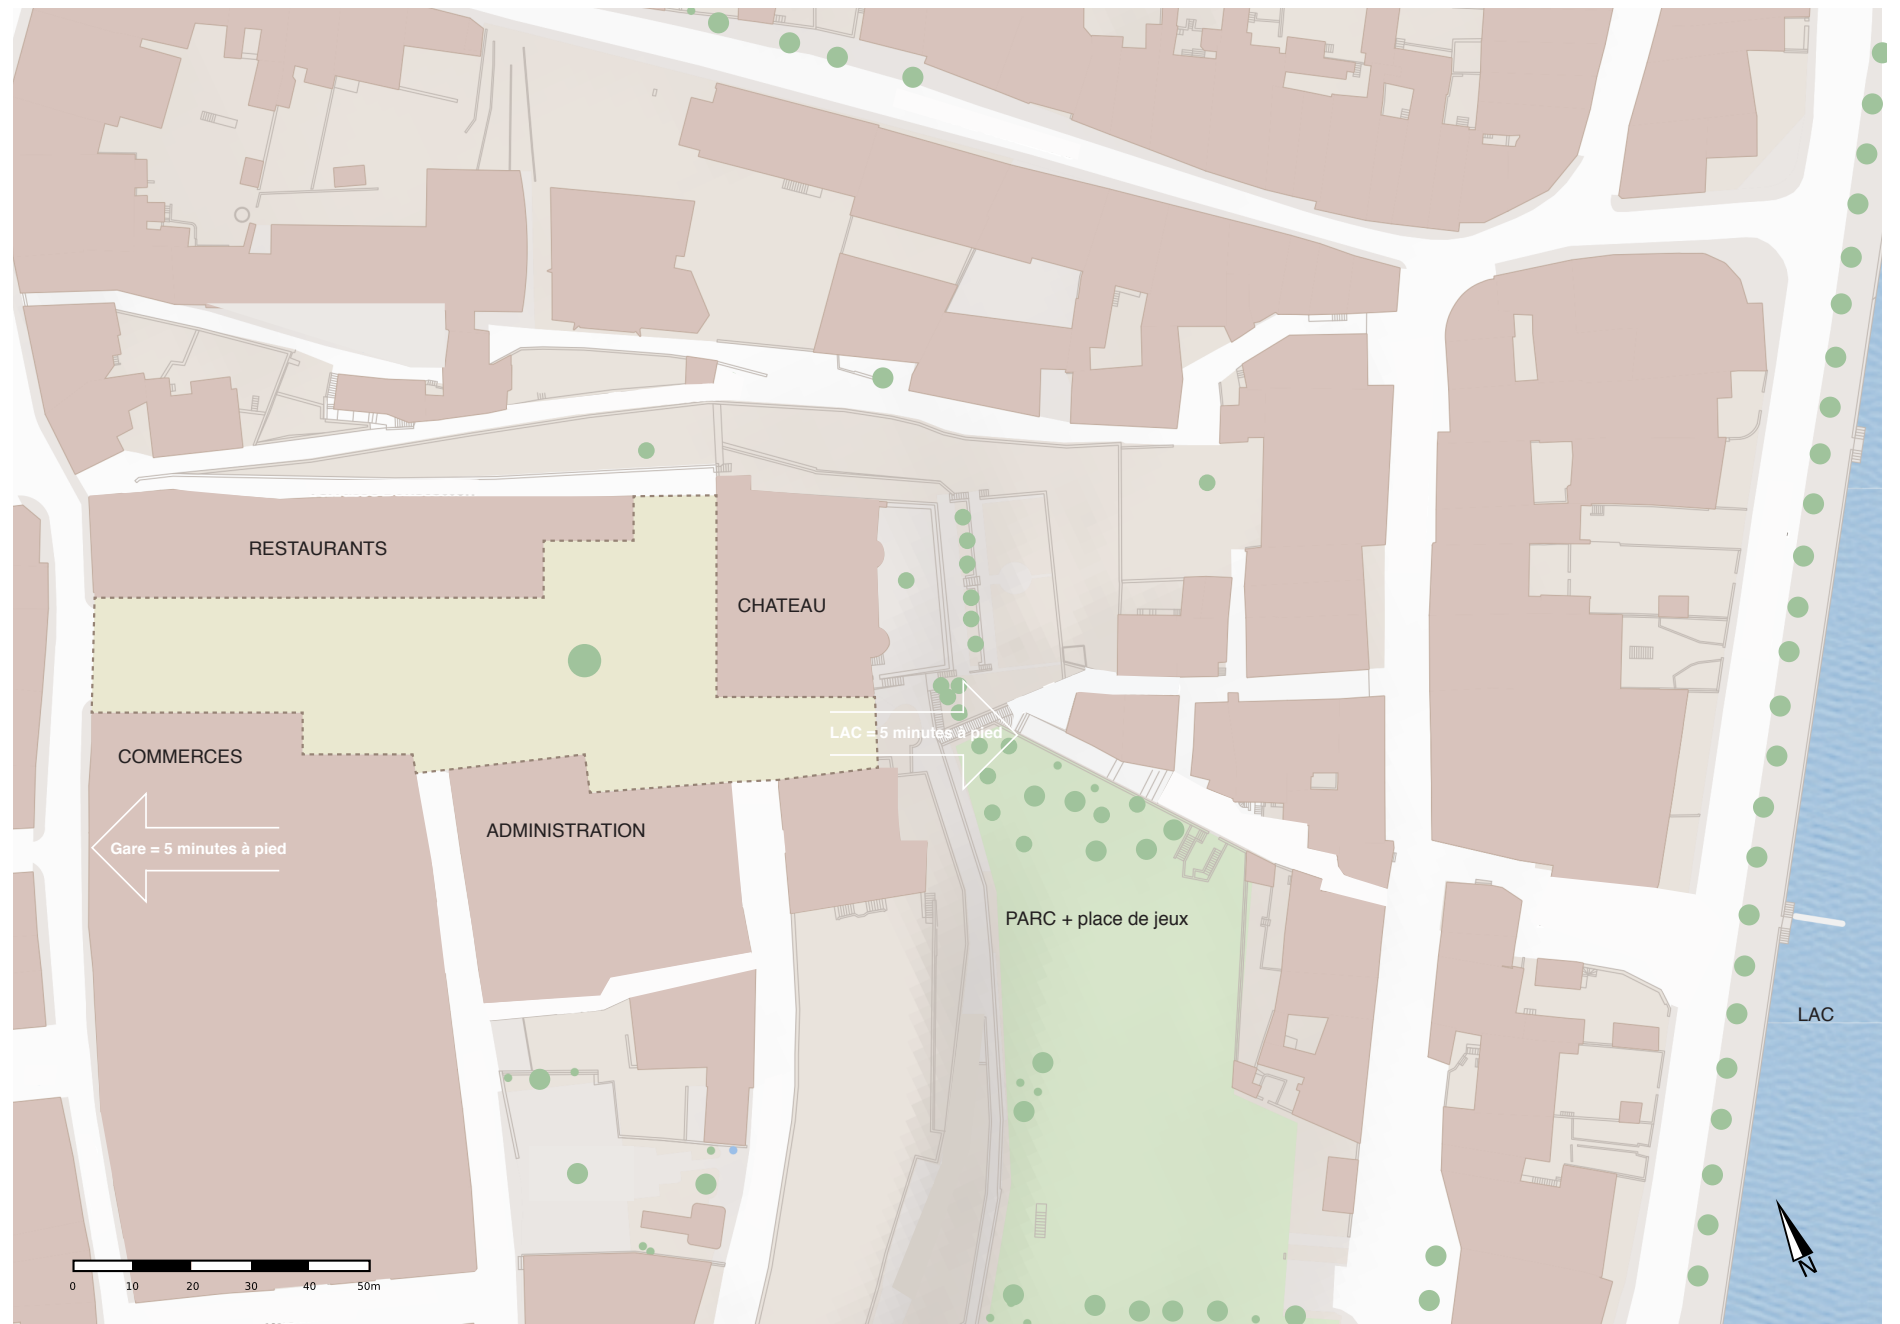 RESTAURANTS
CHATEAU
LAC = 5 minutes à pied
COMMERCES
ADMINISTRATION
Gare = 5 minutes à pied
PARC + place de jeux
LAC
0 10 20 30 40 50m
N